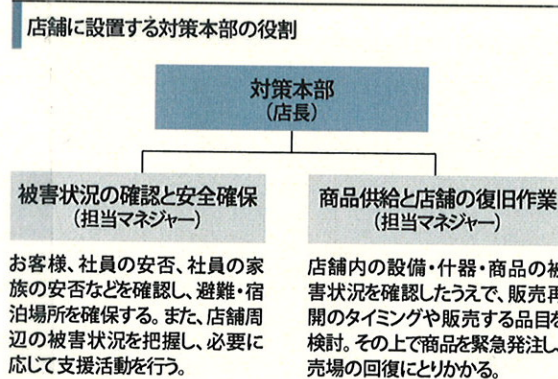 店舗に設置する対策本部の役割
対策本部
(店長)
被害状況の確認と安全確保
(担当マネジャー)
お客様、社員の安否、社員の家
族の安否などを確認し、避難・宿
泊場所を確保する。また、店舗周
辺の被害状況を把握し、必要に
応じて支援活動を行う。
商品供給と店舗の復旧作業
(担当マネジャー)
店舗内の設備・什器・商品の被
害状況を確認したうえで、販売再
開のタイミングや販売する品目を
検討。その上で商品を緊急発注し、
売場の回復にとりかかる。